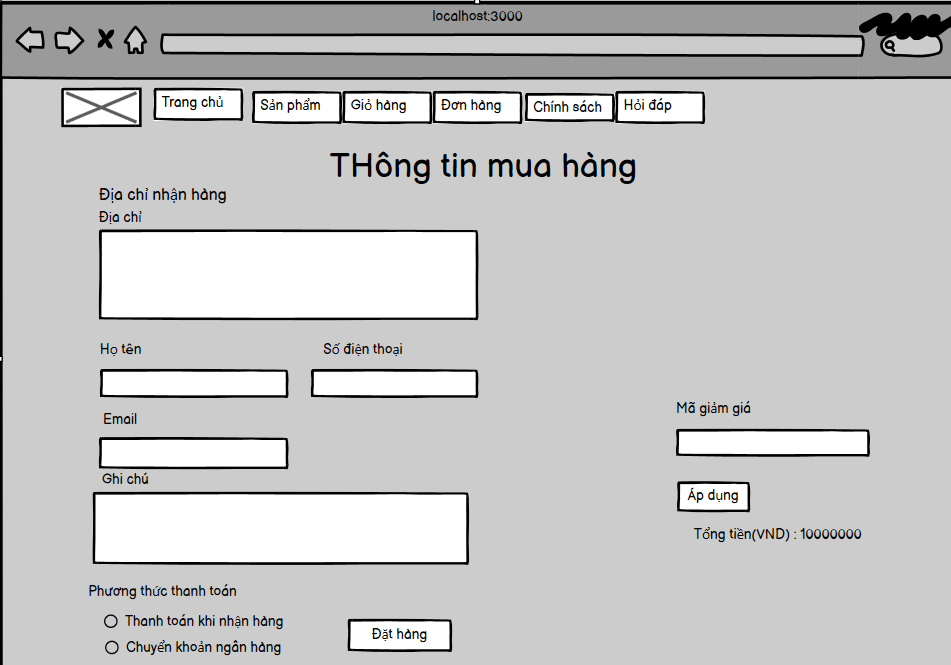 localhost:3000
Trang chủ Sản phẩm Giỏ hàng Đơn hàng Chính sách Hỏi đáp
THông tin mua hàng
Địa chỉ nhận hàng
Địa chỉ
Họ tên Số điện thoại
Email
Ghi chú
Mã giảm giá
Áp dụng
Tổng tiền(VND) : 10000000
Phương thức thanh toán
Thanh toán khi nhận hàng
Chuyển khoản ngân hàng
Đặt hàng